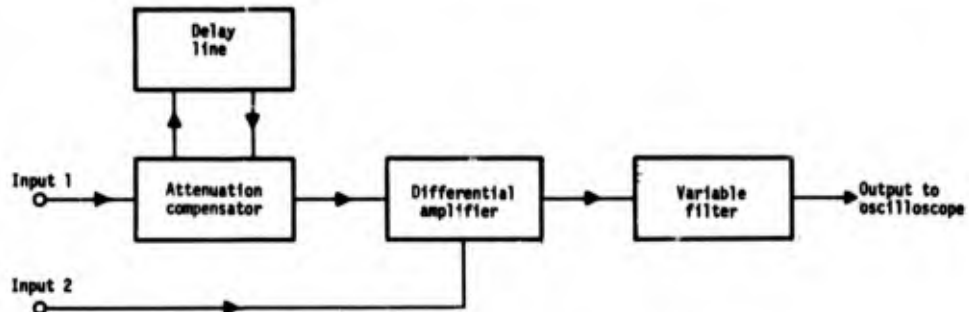 Delay
line
Input 1
Attenuation
compensator
Differential
amplifier
Variable
filter
Output to
oscilloscope
Input 2